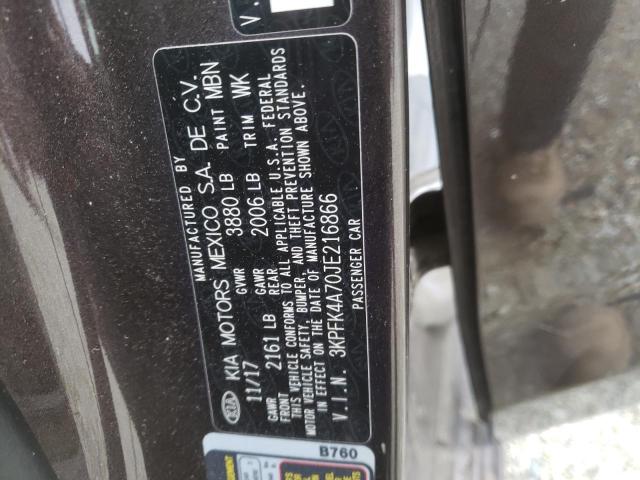 MANUFACTURED BY
KIA KIA MOTORS MEXICO S.A. DE C.V.
11/17 GVWR 3880 LB PAINT MBN
GAWR FRONT 2161 LB GAWR REAR 2006 LB TRIM WK
THIS VEHICLE CONFORMS TO ALL APPLICABLE U.S.A. FEDERAL
MOTOR VEHICLE SAFETY, BUMPER, AND THEFT PREVENTION STANDARDS
IN EFFECT ON THE DATE OF MANUFACTURE SHOWN ABOVE.
V.I.N. 3KPFK4A70JE216866
PASSENGER CAR
B760
V.